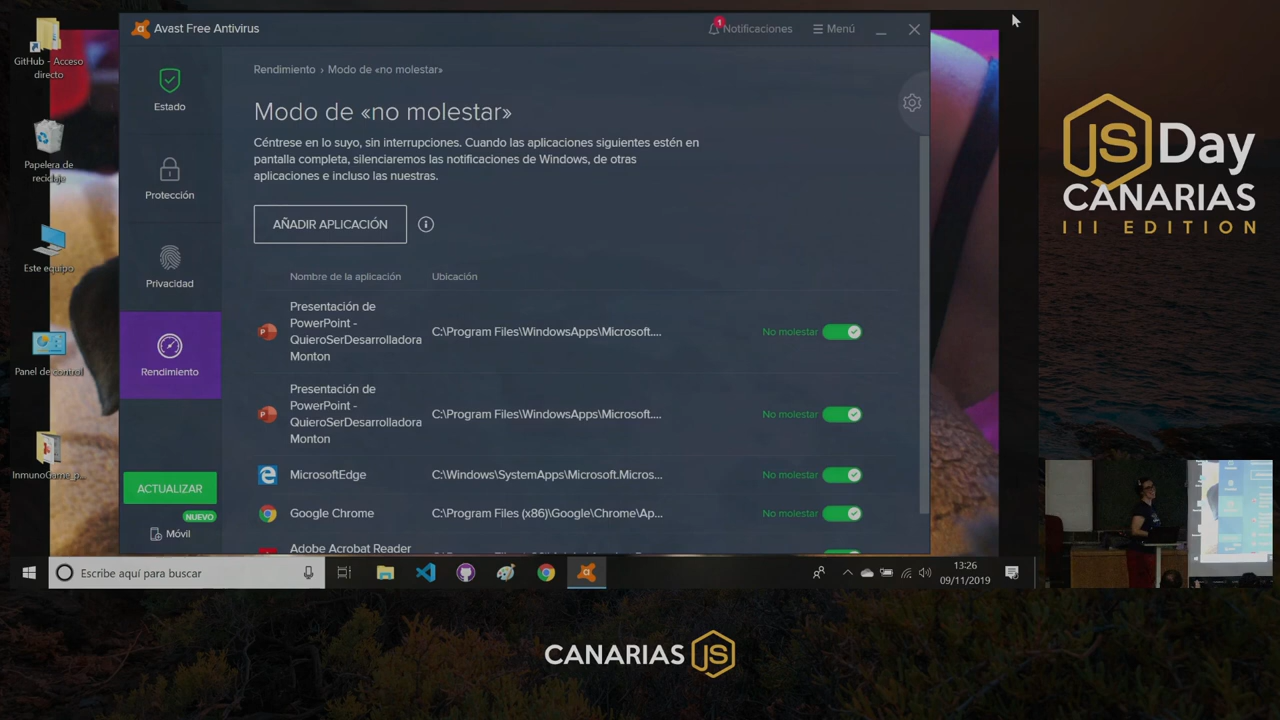 GitHub - Acceso
directo
Papelera de
reciclaje
Este equipo
Panel de control
InmunoGame_p...
Avast Free Antivirus
1
Notificaciones
Menú
Estado
Protección
Privacidad
Rendimiento
ACTUALIZAR
NUEVO
Móvil
Rendimiento › Modo de «no molestar»
Modo de «no molestar»
Céntrese en lo suyo, sin interrupciones. Cuando las aplicaciones siguientes estén en
pantalla completa, silenciaremos las notificaciones de Windows, de otras
aplicaciones e incluso las nuestras.
AÑADIR APLICACIÓN
Nombre de la aplicación Ubicación
Presentación de
PowerPoint -
QuieroSerDesarrolladora
Monton
C:\Program Files\WindowsApps\Microsoft....
No molestar
Presentación de
PowerPoint -
QuieroSerDesarrolladora
Monton
C:\Program Files\WindowsApps\Microsoft....
No molestar
MicrosoftEdge C:\Windows\SystemApps\Microsoft.Micros... No molestar
Google Chrome C:\Program Files (x86)\Google\Chrome\Ap... No molestar
Adobe Acrobat Reader
Escribe aquí para buscar
13:26
09/11/2019
JS Day
CANARIAS
III EDITION
CANARIAS JS